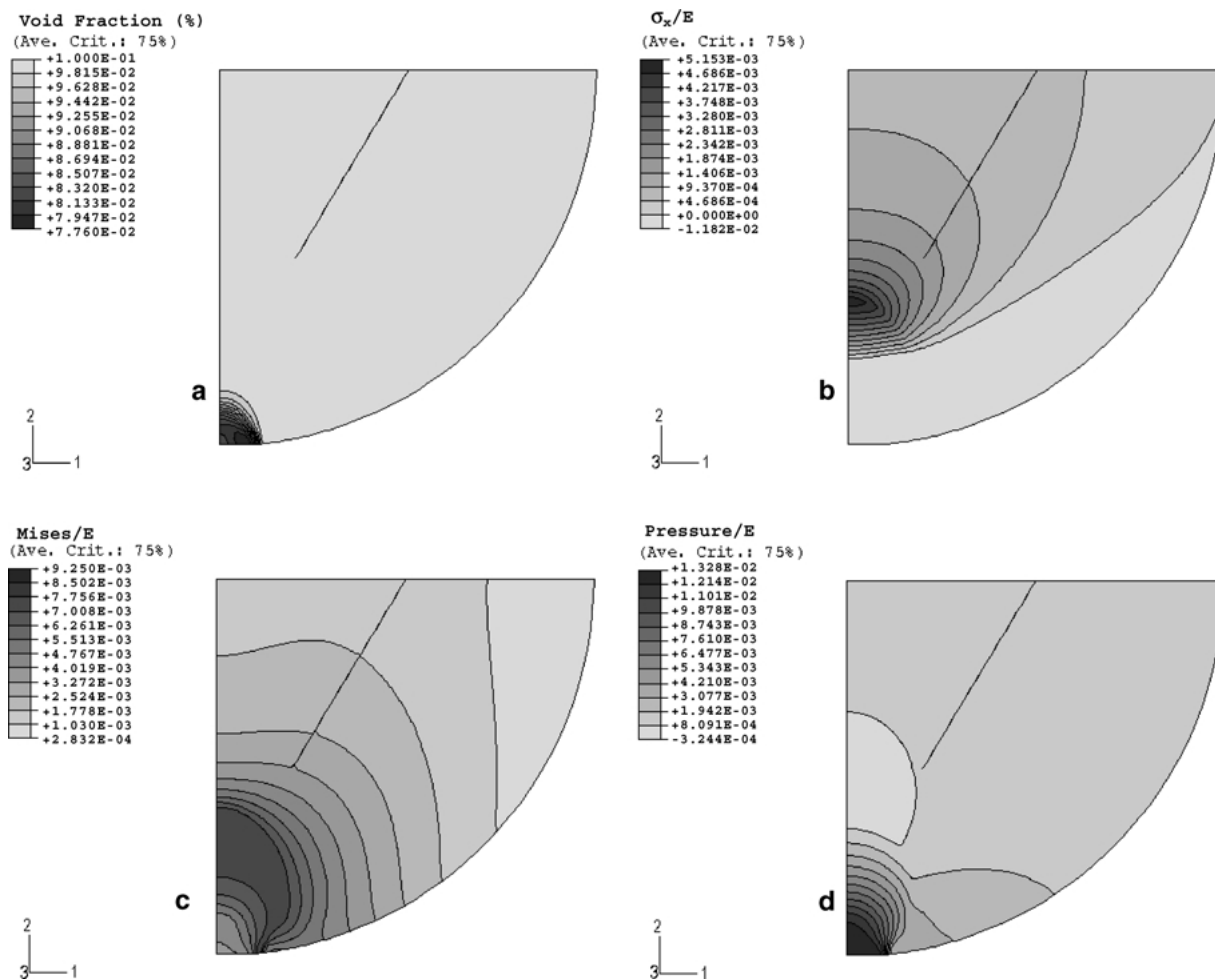 Void Fraction (%)
(Ave. Crit.: 75%)
+1.000E-01
+9.815E-02
+9.628E-02
+9.442E-02
+9.255E-02
+9.068E-02
+8.881E-02
+8.694E-02
+8.507E-02
+8.320E-02
+8.133E-02
+7.947E-02
+7.760E-02
a
2
3 1
σx/E
(Ave. Crit.: 75%)
+5.153E-03
+4.686E-03
+4.217E-03
+3.748E-03
+3.280E-03
+2.811E-03
+2.342E-03
+1.874E-03
+1.406E-03
+9.370E-04
+4.686E-04
+0.000E+00
-1.182E-02
b
2
3 1
Mises/E
(Ave. Crit.: 75%)
+9.250E-03
+8.502E-03
+7.756E-03
+7.008E-03
+6.261E-03
+5.513E-03
+4.767E-03
+4.019E-03
+3.272E-03
+2.524E-03
+1.778E-03
+1.030E-03
+2.832E-04
c
2
3 1
Pressure/E
(Ave. Crit.: 75%)
+1.328E-02
+1.214E-02
+1.101E-02
+9.878E-03
+8.743E-03
+7.610E-03
+6.477E-03
+5.343E-03
+4.210E-03
+3.077E-03
+1.942E-03
+8.091E-04
-3.244E-04
d
2
3 1